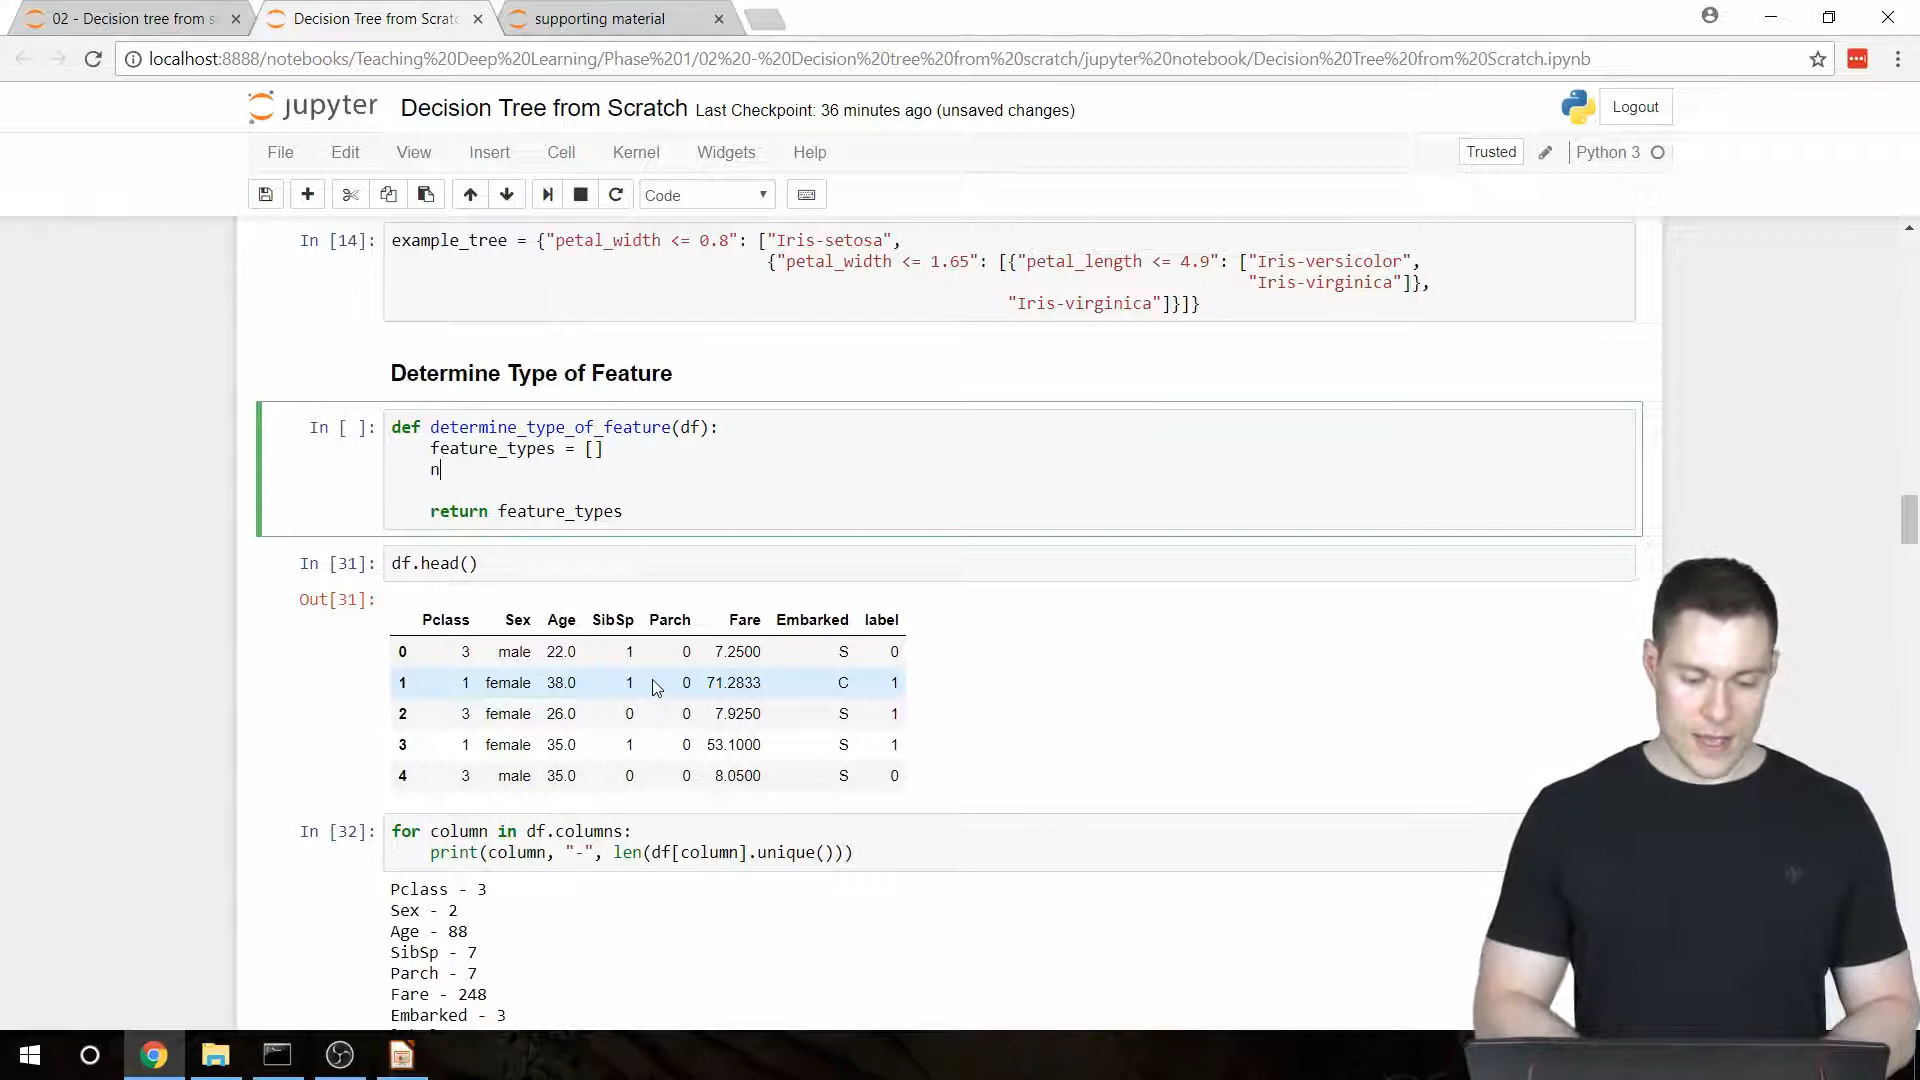 02 - Decision tree from s
Decision Tree from Scratc
supporting material
localhost:8888/notebooks/Teaching%20Deep%20Learning/Phase%201/02%20-%20Decision%20tree%20from%20scratch/jupyter%20notebook/Decision%20Tree%20from%20Scratch.ipynb
jupyter Decision Tree from Scratch Last Checkpoint: 36 minutes ago (unsaved changes) Logout
File Edit View Insert Cell Kernel Widgets Help Trusted Python 3
Code
In [14]: example_tree = {"petal_width <= 0.8": ["Iris-setosa",
{"petal_width <= 1.65": [{"petal_length <= 4.9": ["Iris-versicolor",
"Iris-virginica"]},
"Iris-virginica"]}]}
Determine Type of Feature
In [ ]: def determine_type_of_feature(df):
feature_types = []
n
return feature_types
In [31]: df.head()
Out[31]:
Pclass Sex Age SibSp Parch Fare Embarked label
0 3 male 22.0 1 0 7.2500 S 0
1 1 female 38.0 1 0 71.2833 C 1
2 3 female 26.0 0 0 7.9250 S 1
3 1 female 35.0 1 0 53.1000 S 1
4 3 male 35.0 0 0 8.0500 S 0
In [32]: for column in df.columns:
print(column, "-", len(df[column].unique()))
Pclass - 3
Sex - 2
Age - 88
SibSp - 7
Parch - 7
Fare - 248
Embarked - 3